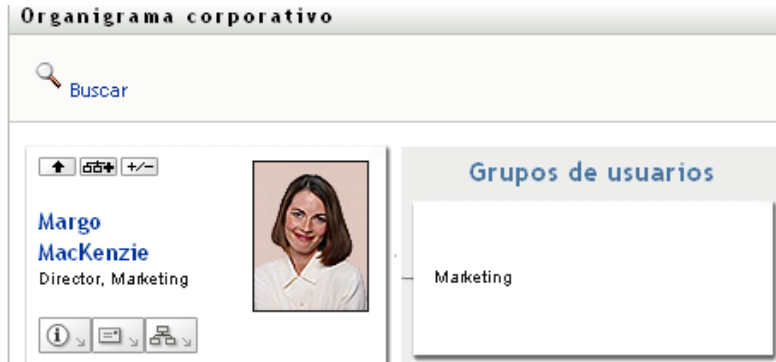 Organigrama corporativo
Buscar
Grupos de usuarios
Margo
MacKenzie
Director, Marketing
Marketing